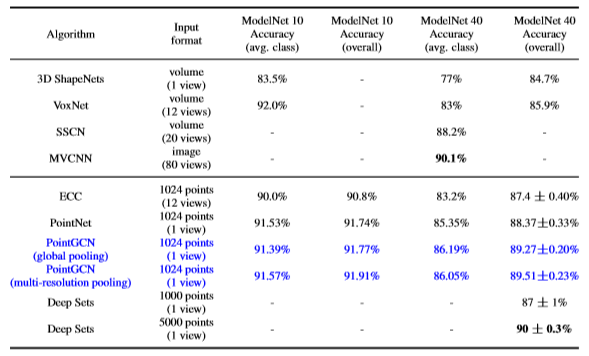 Algorithm Input format ModelNet 10 Accuracy (avg. class) ModelNet 10 Accuracy (overall) ModelNet 40 Accuracy (avg. class) ModelNet 40 Accuracy (overall)
3D ShapeNets volume (1 view) 83.5% - 77% 84.7%
VoxNet volume (12 views) 92.0% - 83% 85.9%
SSCN volume (20 views) - - 88.2% -
MVCNN image (80 views) - - 90.1% -
ECC 1024 points (12 views) 90.0% 90.8% 83.2% 87.4 ± 0.40%
PointNet 1024 points (1 view) 91.53% 91.74% 85.35% 88.37±0.33%
PointGCN (global pooling) 1024 points (1 view) 91.39% 91.77% 86.19% 89.27±0.20%
PointGCN (multi-resolution pooling) 1024 points (1 view) 91.57% 91.91% 86.05% 89.51±0.23%
Deep Sets 1000 points (1 view) - - - 87 ± 1%
Deep Sets 5000 points (1 view) - - - 90 ± 0.3%